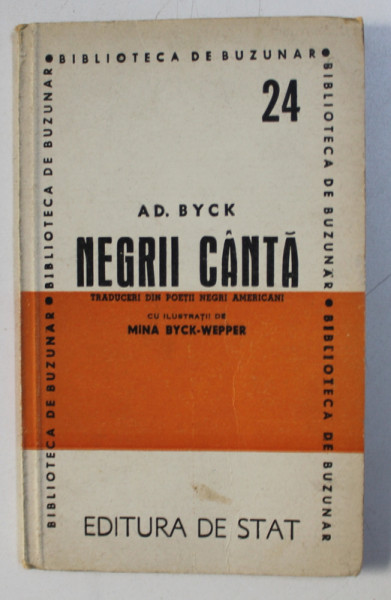 BIBLIOTECA DE BUZUNAR
24
AD. BYCK
NEGRII CÂNTĂ
TRADUCERI DIN POEȚII NEGRI AMERICANI
CU ILUSTRAȚII DE
MINA BYCK-WEPPER
EDITURA DE STAT
BIBLIOTECA DE BUZUNAR • BIBLIOTECA DE BUZUNAR
BIBLIOTECA DE BUZUNAR • BIBLIOTECA DE BUZUNAR